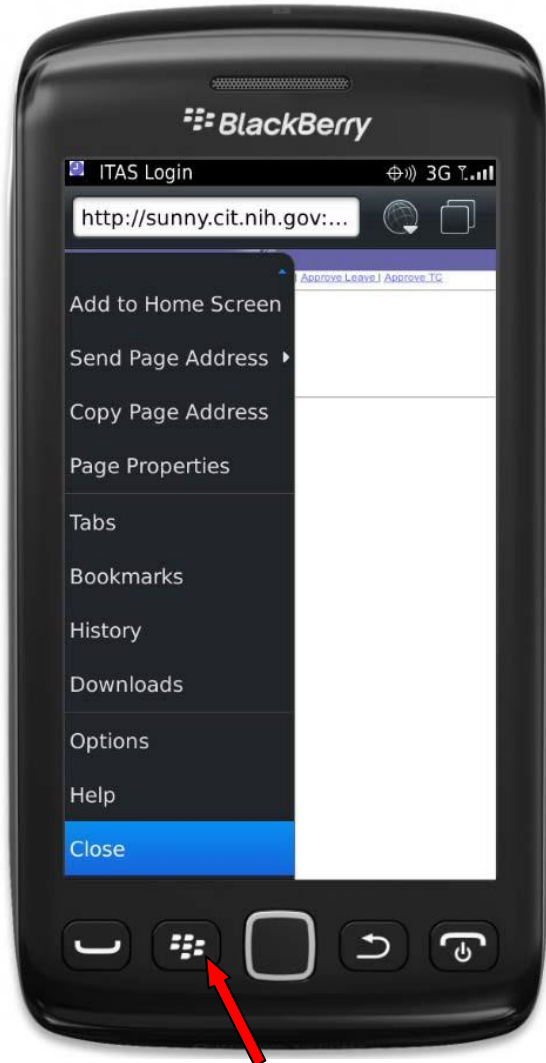 BlackBerry
ITAS Login
3G
http://sunny.cit.nih.gov:...
| Approve Leave | Approve TC
Add to Home Screen
Send Page Address
Copy Page Address
Page Properties
Tabs
Bookmarks
History
Downloads
Options
Help
Close